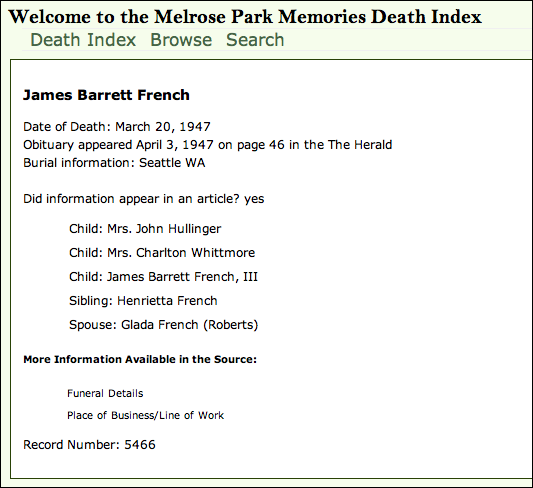 Welcome to the Melrose Park Memories Death Index
Death Index Browse Search
James Barrett French
Date of Death: March 20, 1947
Obituary appeared April 3, 1947 on page 46 in the The Herald
Burial information: Seattle WA
Did information appear in an article? yes
Child: Mrs. John Hullinger
Child: Mrs. Charlton Whittmore
Child: James Barrett French, III
Sibling: Henrietta French
Spouse: Glada French (Roberts)
More Information Available in the Source:
Funeral Details
Place of Business/Line of Work
Record Number: 5466